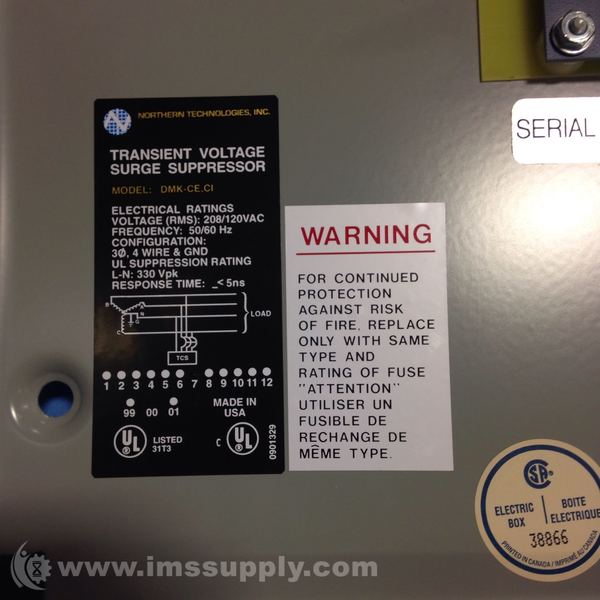 NORTHERN TECHNOLOGIES, INC.
TRANSIENT VOLTAGE
SURGE SUPPRESSOR
MODEL: DMK-CE.CI
ELECTRICAL RATINGS
VOLTAGE (RMS): 208/120VAC
FREQUENCY: 50/60 Hz
CONFIGURATION:
3Ø, 4 WIRE & GND
UL SUPPRESSION RATING
L-N: 330 Vpk
RESPONSE TIME: _< 5ns
B
A
N
G
C
LOAD
TCS
1 2 3 4 5 6 7 8 9 10 11 12
99 00 01
MADE IN
USA
UL
LISTED
31T3
C UL
0901329
WARNING
FOR CONTINUED
PROTECTION
AGAINST RISK
OF FIRE, REPLACE
ONLY WITH SAME
TYPE AND
RATING OF FUSE
"ATTENTION"
UTILISER UN
FUSIBLE DE
RECHANGE DE
MÊME TYPE.
SERIAL
ELECTRIC
BOX
BOITE
ELECTRIQUE
38866
PRINTED IN CANADA / IMPRIMÉ AU CANADA
www.imssupply.com